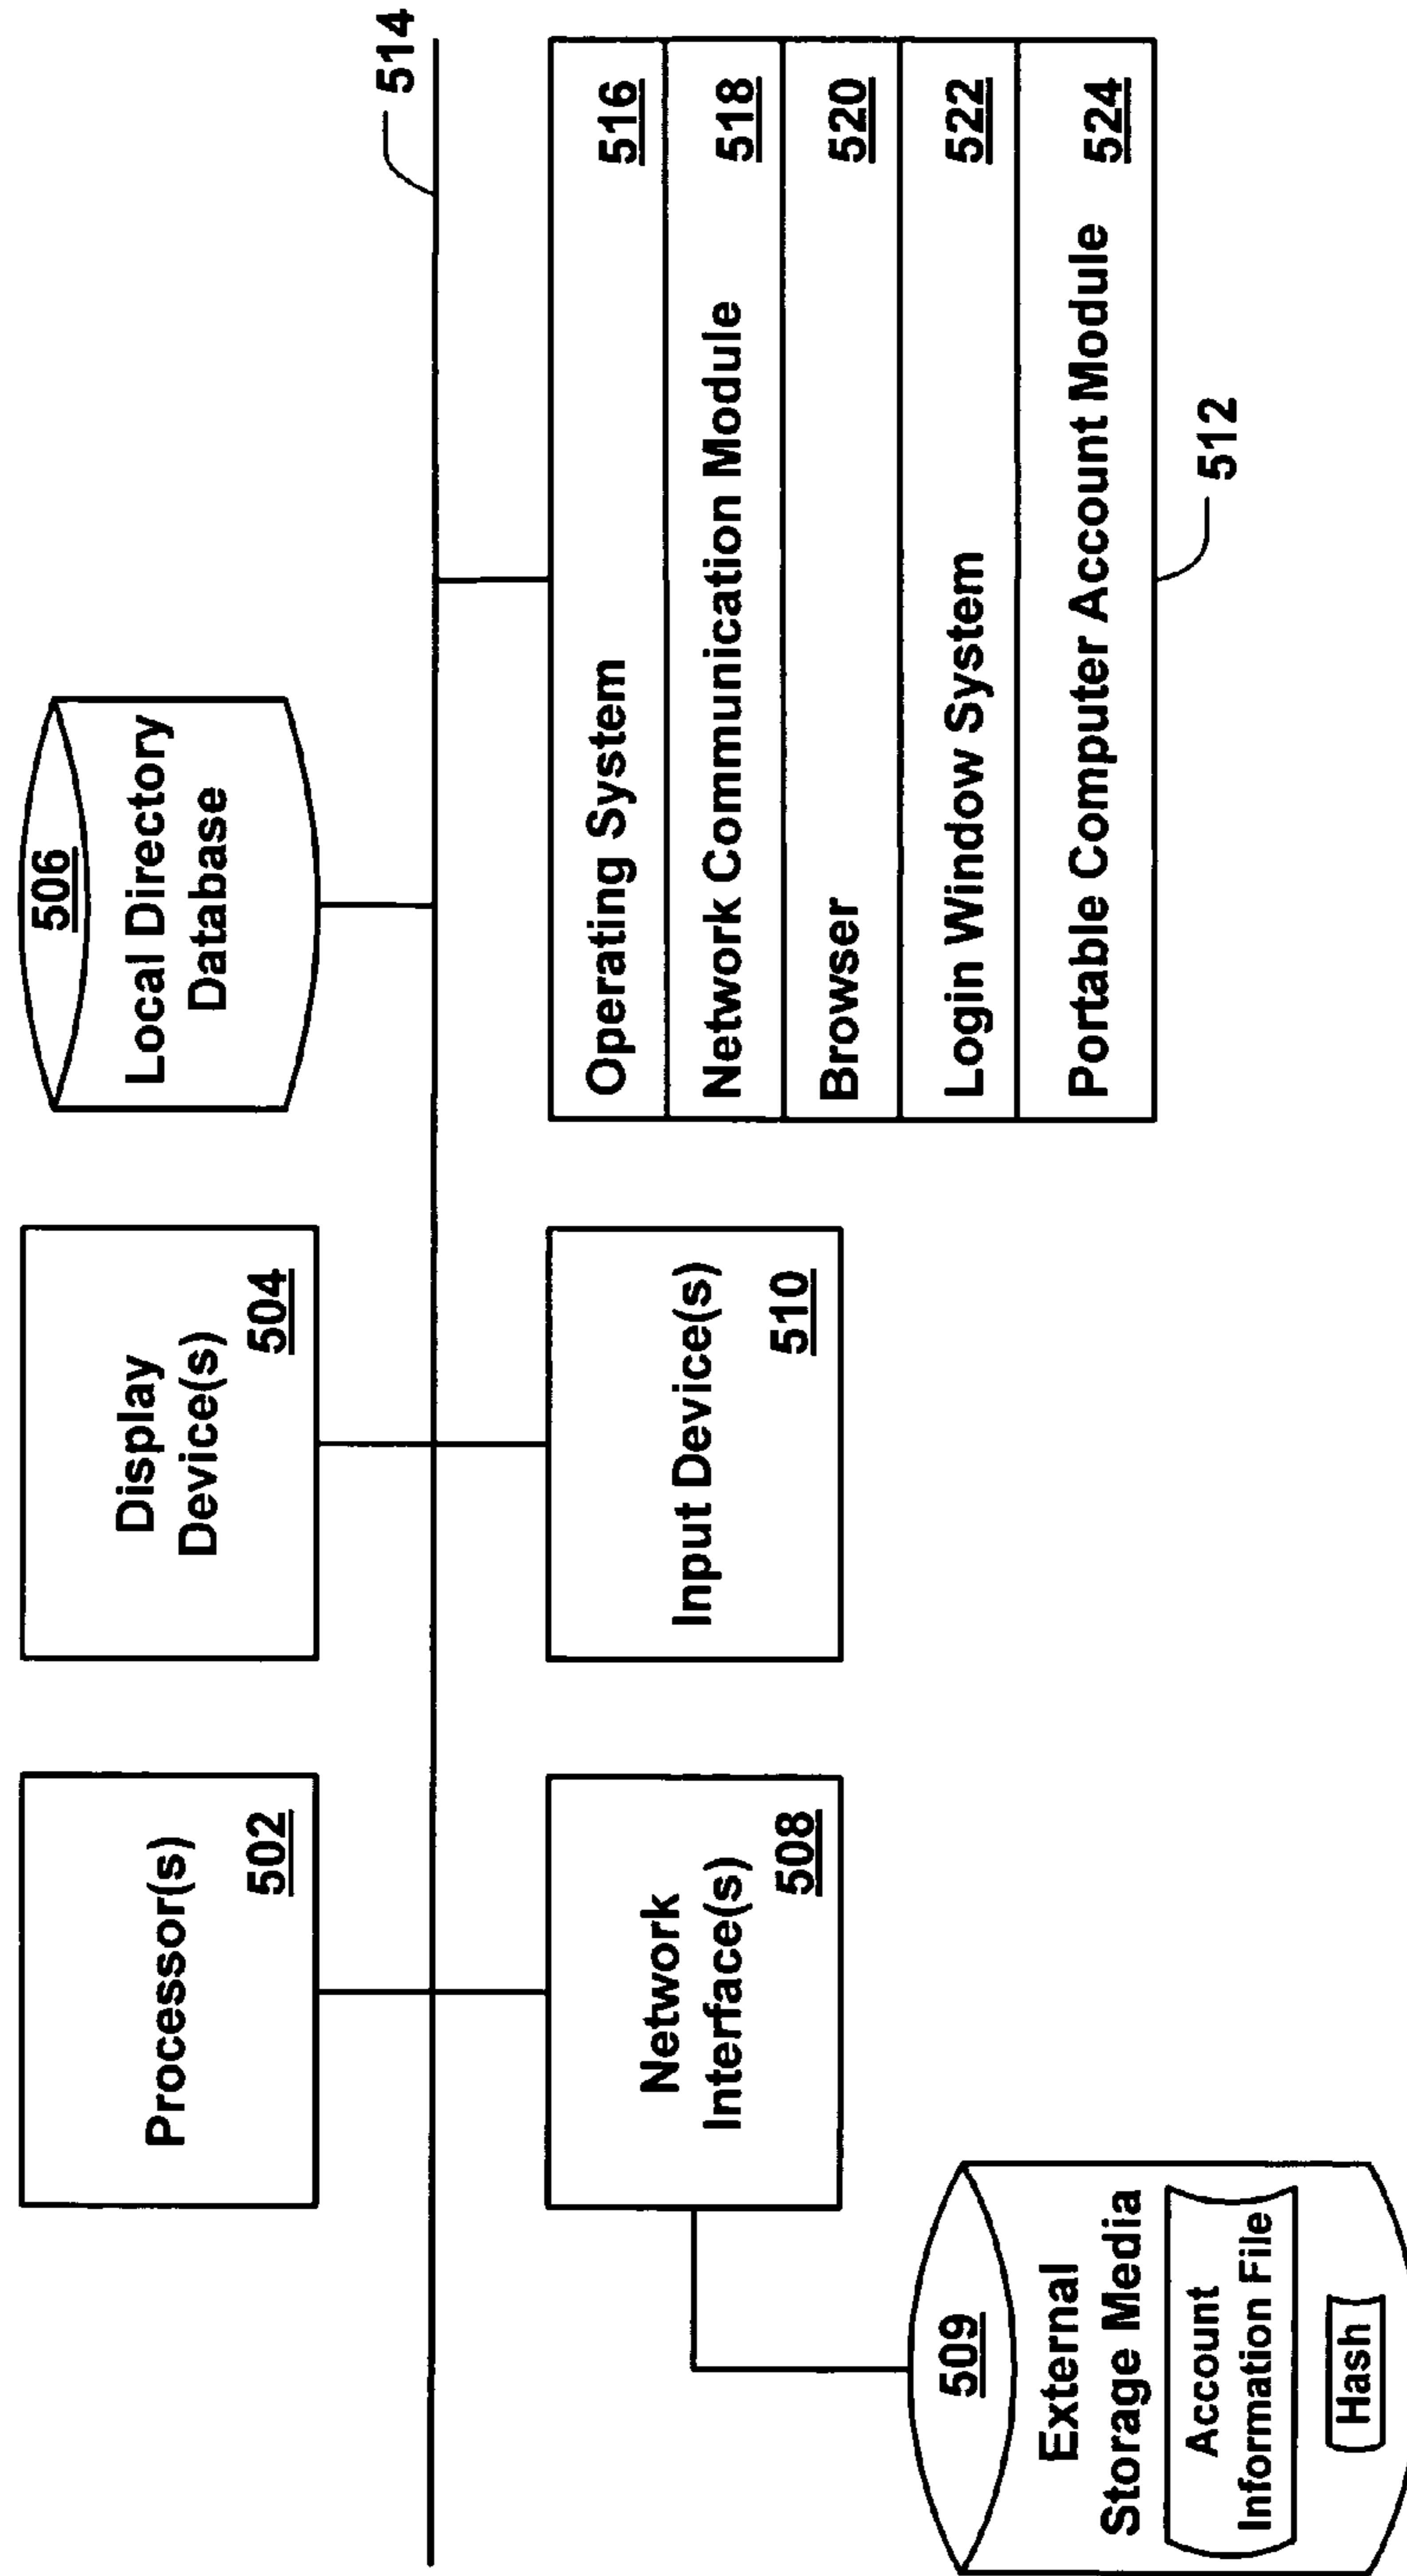 Processor(s)
502
Display
Device(s)
504
506
Local Directory
Database
514
Network
Interface(s)
508
Input Device(s)
510
Operating System 516
Network Communication Module 518
Browser 520
Login Window System 522
Portable Computer Account Module 524
512
509
External
Storage Media
Account
Information File
Hash